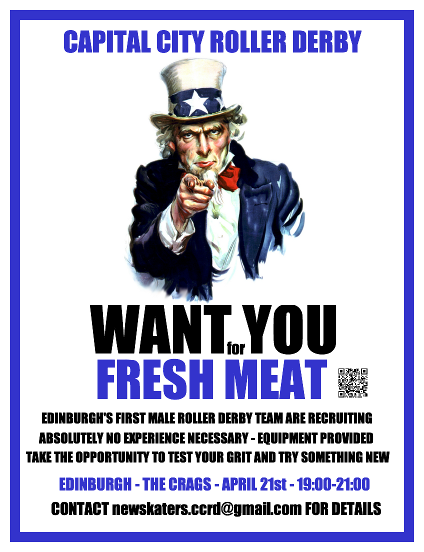 CAPITAL CITY ROLLER DERBY
WANT for YOU
FRESH MEAT
EDINBURGH'S FIRST MALE ROLLER DERBY TEAM ARE RECRUITING
ABSOLUTELY NO EXPERIENCE NECESSARY - EQUIPMENT PROVIDED
TAKE THE OPPORTUNITY TO TEST YOUR GRIT AND TRY SOMETHING NEW
EDINBURGH - THE CRAGS - APRIL 21st - 19:00-21:00
CONTACT newskaters.ccrd@gmail.com FOR DETAILS